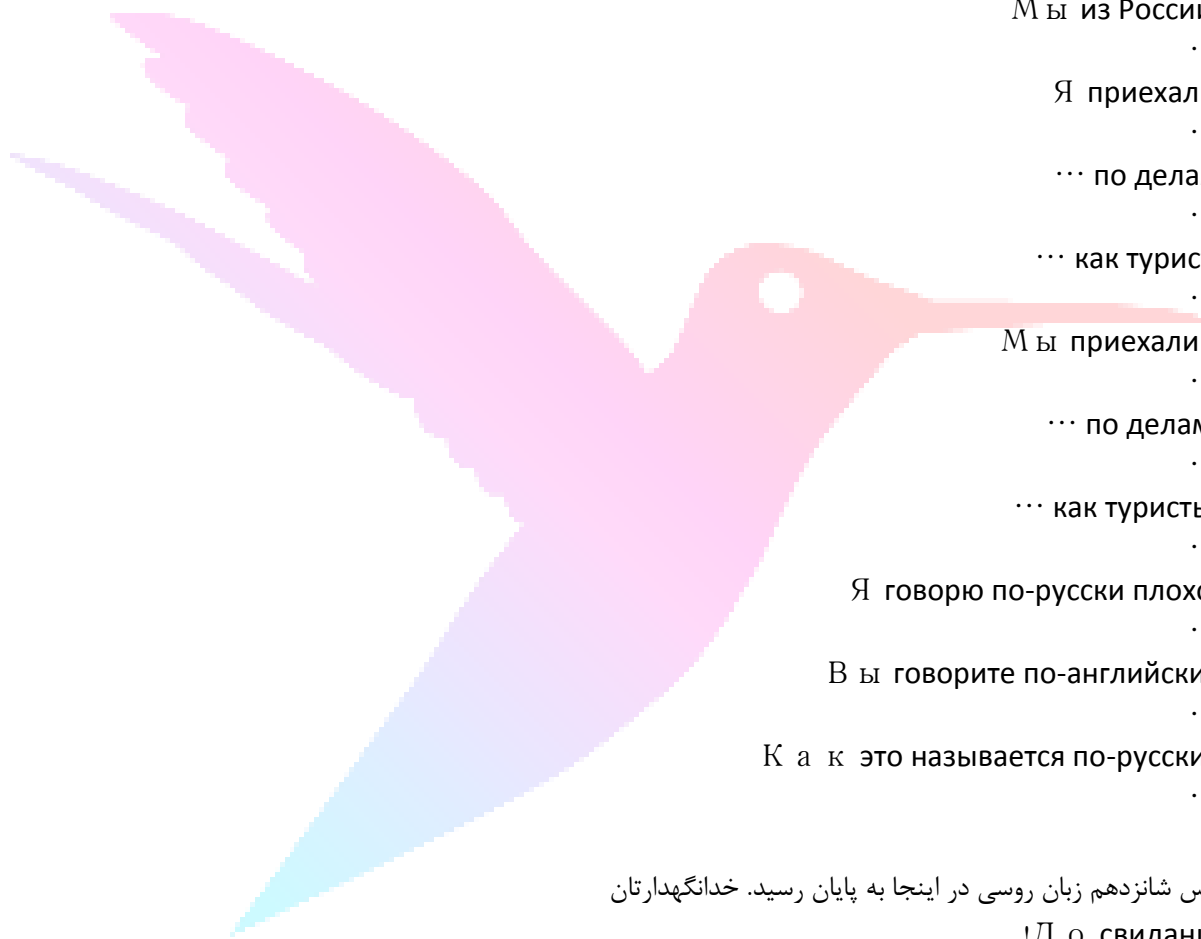 Мы из России
Я приехал
··· по дела
··· как турис
Мы приехали
··· по делам
··· как туристы
Я говорю по-русски плохо
Вы говорите по-английски
Как это называется по-русски
شانزدهم زبان روسی در اینجا به پایان رسید. خدانگهدارتان
!До свидани